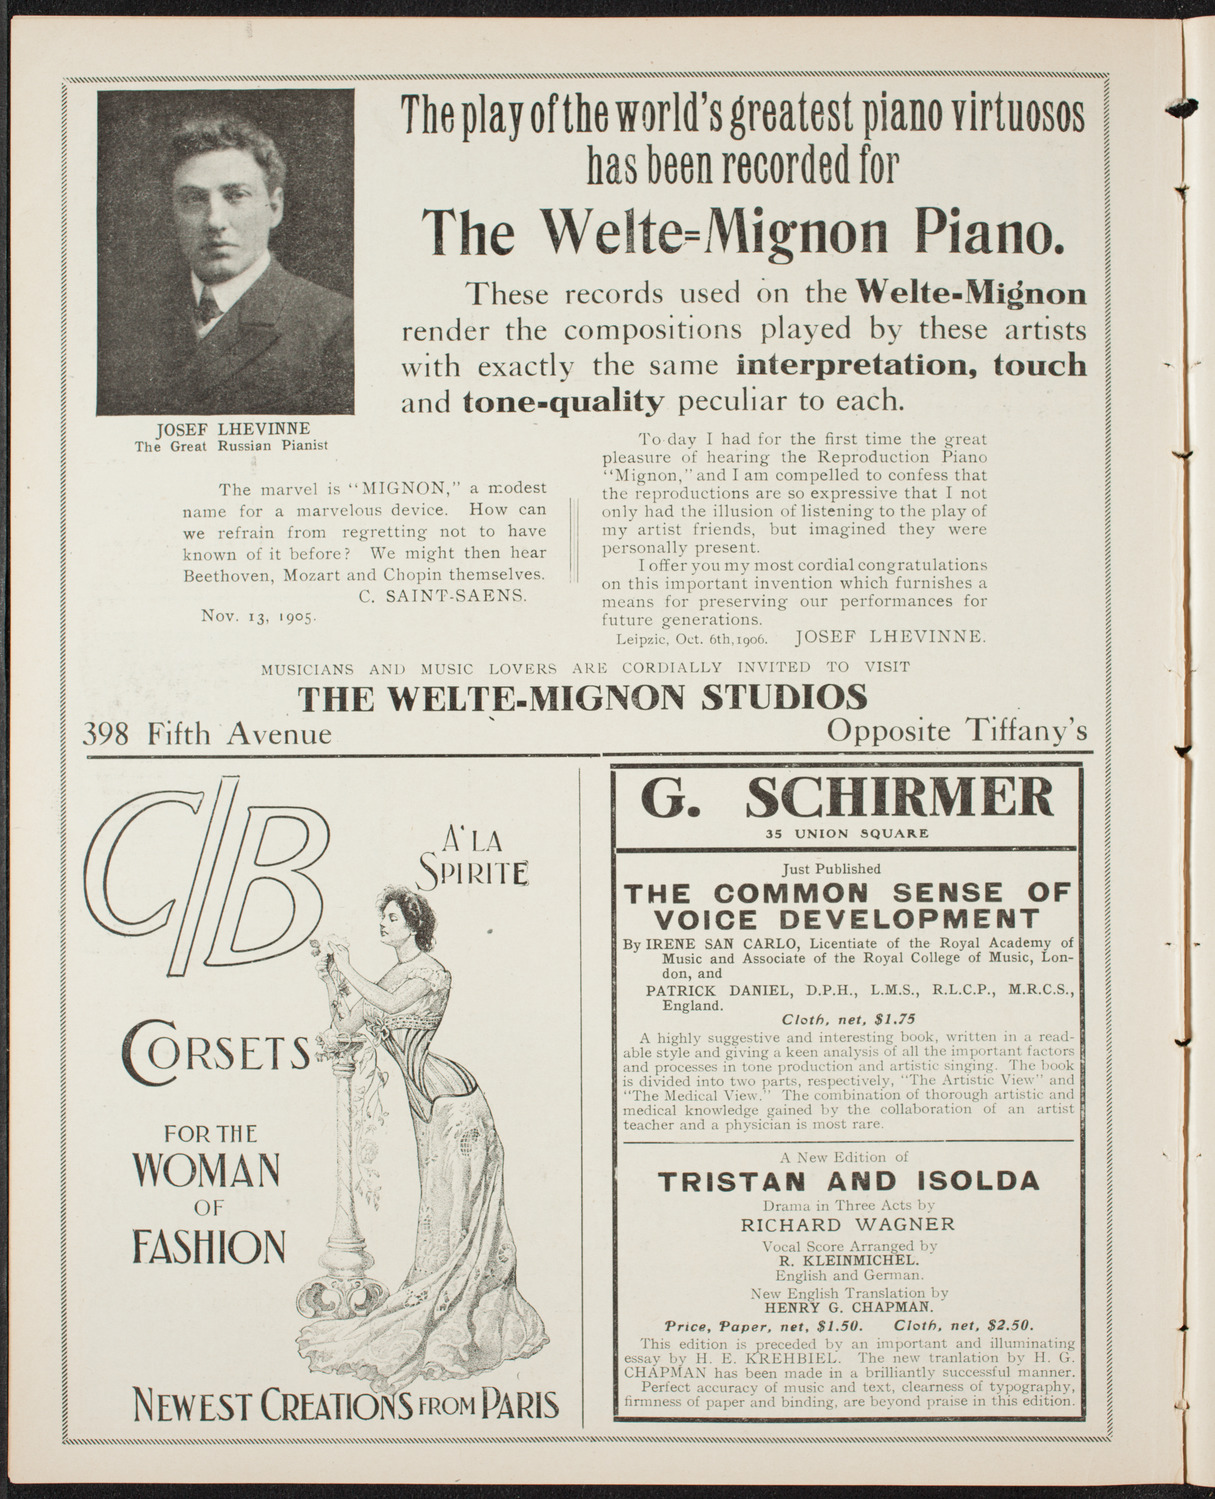 The play of the world's greatest piano virtuosos
has been recorded for
The Welte=Mignon Piano.
These records used on the Welte-Mignon
render the compositions played by these artists
with exactly the same interpretation, touch
and tone-quality peculiar to each.
JOSEF LHEVINNE
The Great Russian Pianist
The marvel is "MIGNON," a modest
name for a marvelous device. How can
we refrain from regretting not to have
known of it before? We might then hear
Beethoven, Mozart and Chopin themselves.
C. SAINT-SAENS.
Nov. 13, 1905.
To-day I had for the first time the great
pleasure of hearing the Reproduction Piano
"Mignon," and I am compelled to confess that
the reproductions are so expressive that I not
only had the illusion of listening to the play of
my artist friends, but imagined they were
personally present.
I offer you my most cordial congratulations
on this important invention which furnishes a
means for preserving our performances for
future generations.
Leipzic, Oct. 6th, 1906. JOSEF LHEVINNE.
MUSICIANS AND MUSIC LOVERS ARE CORDIALLY INVITED TO VISIT
THE WELTE-MIGNON STUDIOS
398 Fifth Avenue Opposite Tiffany's
C/B
A' LA
SPIRITE
CORSETS
FOR THE
WOMAN
OF
FASHION
NEWEST CREATIONS FROM PARIS
G. SCHIRMER
35 UNION SQUARE
Just Published
THE COMMON SENSE OF
VOICE DEVELOPMENT
By IRENE SAN CARLO, Licentiate of the Royal Academy of
Music and Associate of the Royal College of Music, Lon-
don, and
PATRICK DANIEL, D.P.H., L.M.S., R.L.C.P., M.R.C.S.,
England.
Cloth, net, $1.75
A highly suggestive and interesting book, written in a read-
able style and giving a keen analysis of all the important factors
and processes in tone production and artistic singing. The book
is divided into two parts, respectively, "The Artistic View" and
"The Medical View." The combination of thorough artistic and
medical knowledge gained by the collaboration of an artist
teacher and a physician is most rare.
A New Edition of
TRISTAN AND ISOLDA
Drama in Three Acts by
RICHARD WAGNER
Vocal Score Arranged by
R. KLEINMICHEL.
English and German.
New English Translation by
HENRY G. CHAPMAN.
Price, Paper, net, $1.50. Cloth, net, $2.50.
This edition is preceded by an important and illuminating
essay by H. E. KREHBIEL. The new tranlation by H. G.
CHAPMAN has been made in a brilliantly successful manner.
Perfect accuracy of music and text, clearness of typography,
firmness of paper and binding, are beyond praise in this edition.